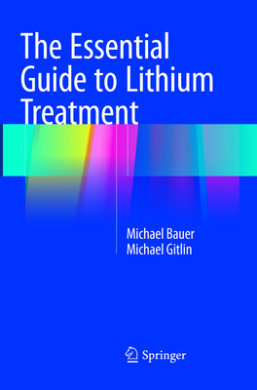 The Essential
Guide to Lithium
Treatment
Michael Bauer
Michael Gitlin
Springer